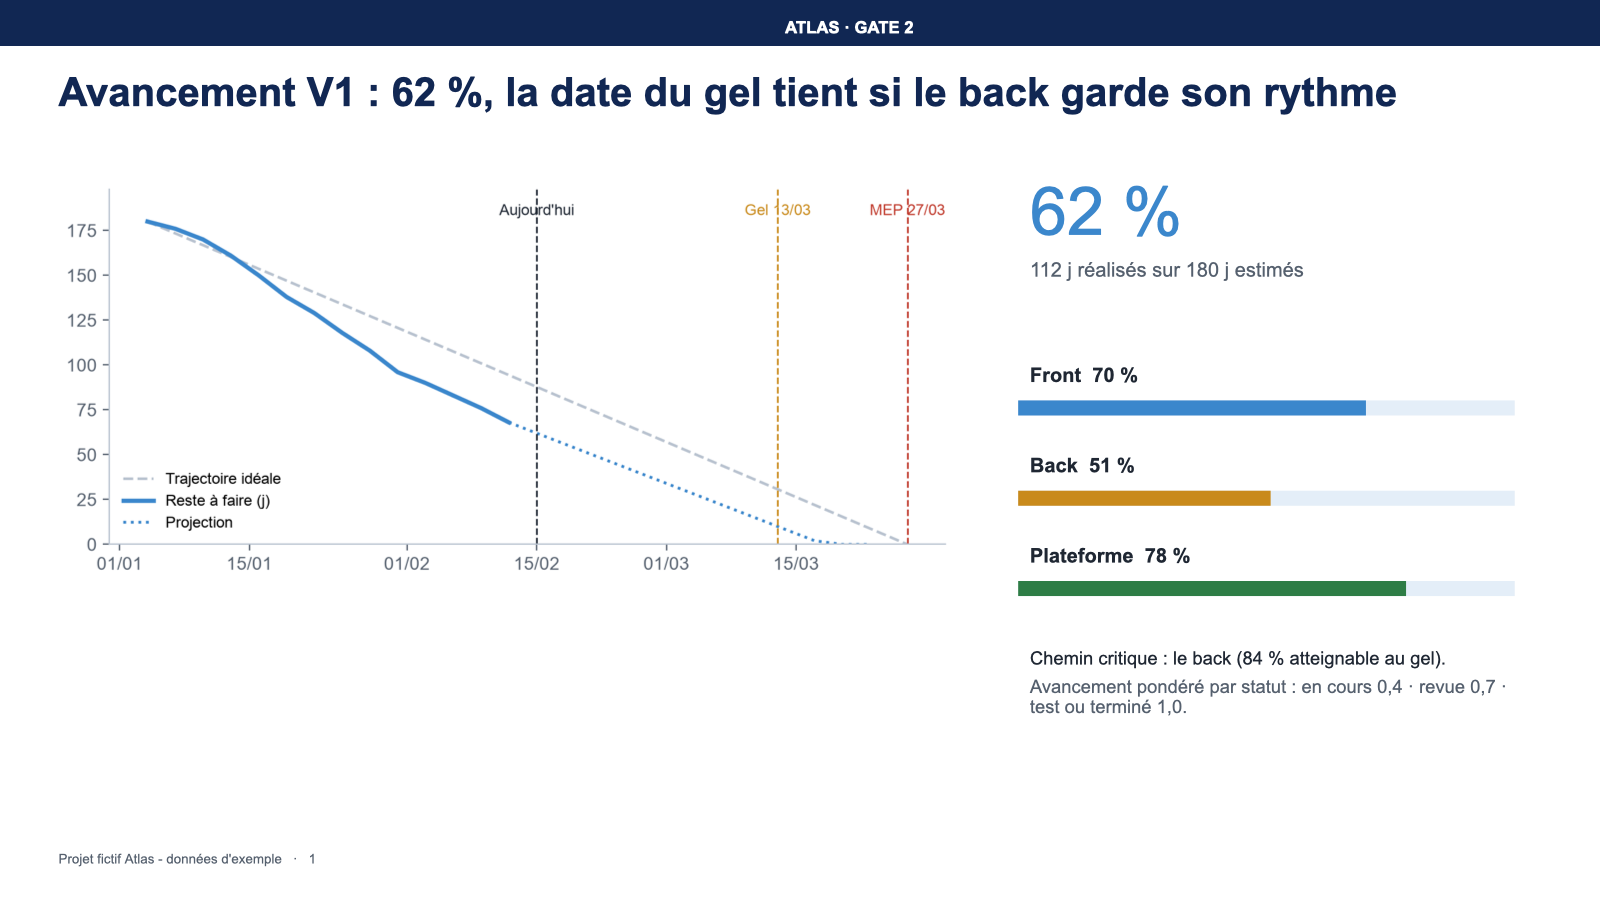 ATLAS · GATE 2
Avancement V1 : 62 %, la date du gel tient si le back garde son rythme
Aujourd'hui
Gel 13/03
MEP 27/03
175
150
125
100
75
50
25
0
Trajectoire idéale
Reste à faire (j)
Projection
01/01
15/01
01/02
15/02
01/03
15/03
62 %
112 j réalisés sur 180 j estimés
Front 70 %
Back 51 %
Plateforme 78 %
Chemin critique : le back (84 % atteignable au gel).
Avancement pondéré par statut : en cours 0,4 · revue 0,7 ·
test ou terminé 1,0.
Projet fictif Atlas - données d'exemple · 1